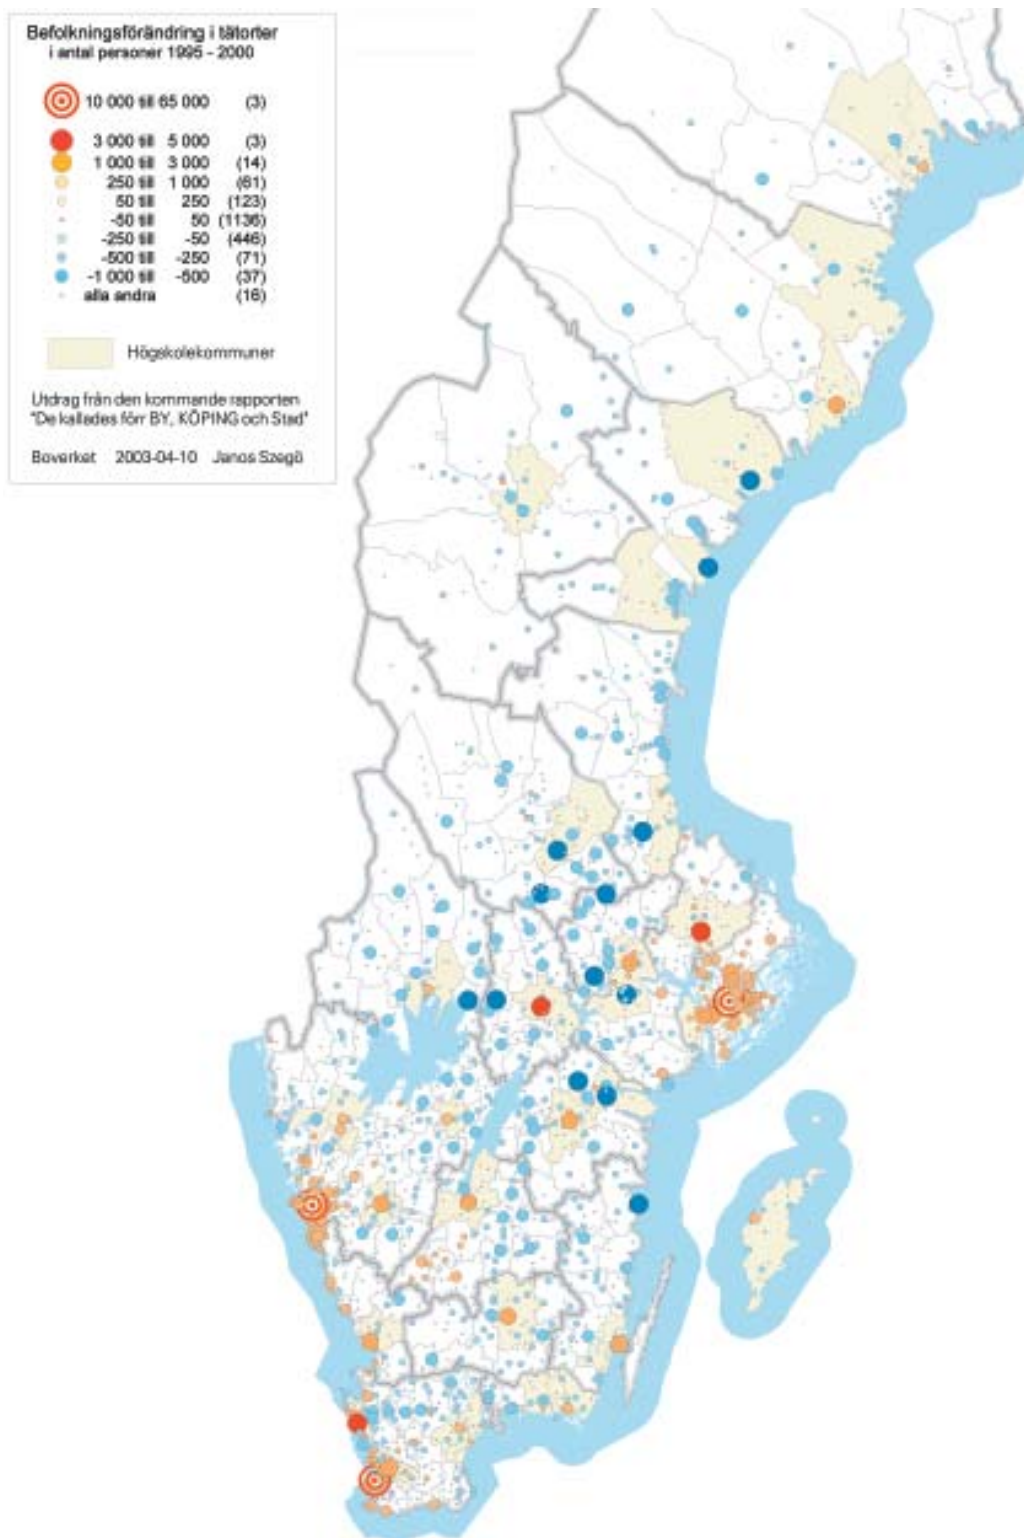 Befolkningsförändring i tätorter
i antal personer 1995 - 2000
10 000 till 65 000 (3)
3 000 till 5 000 (3)
1 000 till 3 000 (14)
250 till 1 000 (61)
50 till 250 (123)
-50 till 50 (1136)
-250 till -50 (446)
-500 till -250 (71)
-1 000 till -500 (37)
alla andra (16)
Högskolekommuner
Utdrag från den kommande rapporten
"De kallades förr BY, KÖPING och Stad"
Boverket 2003-04-10 Janos Szegö